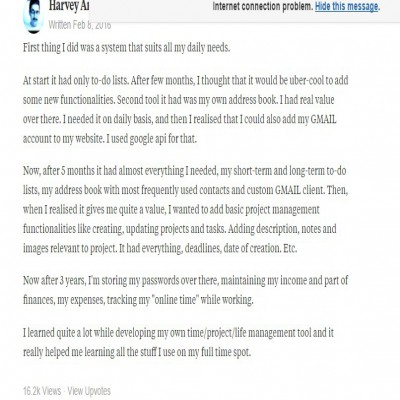 Harvey
Internet connection problem. Hide this message.
Written Feb 8, 2016
First thing I did was a system that suits all my daily needs.
At start it had only to-do lists. After few months, I thought that it would be uber-cool to add
some new functionalities. Second tool it had was my own address book. I had real value
over there. I needed it on daily basis, and then I realised that I could also add my GMAIL
account to my website. I used google api for that.
Now, after 5 months it had almost everything I needed, my short-term and long-term to-do
lists, my address book with most frequently used contacts and custom GMAIL client. Then,
when I realised it gives me quite a value, I wanted to add basic project management
functionalities like creating, updating projects and tasks. Adding description, notes and
images relevant to project. It had everything, deadlines, date of creation. Etc.
Now after 3 years, I'm storing my passwords over there, maintaining my income and part of
finances, my expenses, tracking my "online time" while working.
I learned quite a lot while developing my own time/project/life management tool and it
really helped me learning all the stuff I use on my full time spot.
16.2k Views · View Upvotes